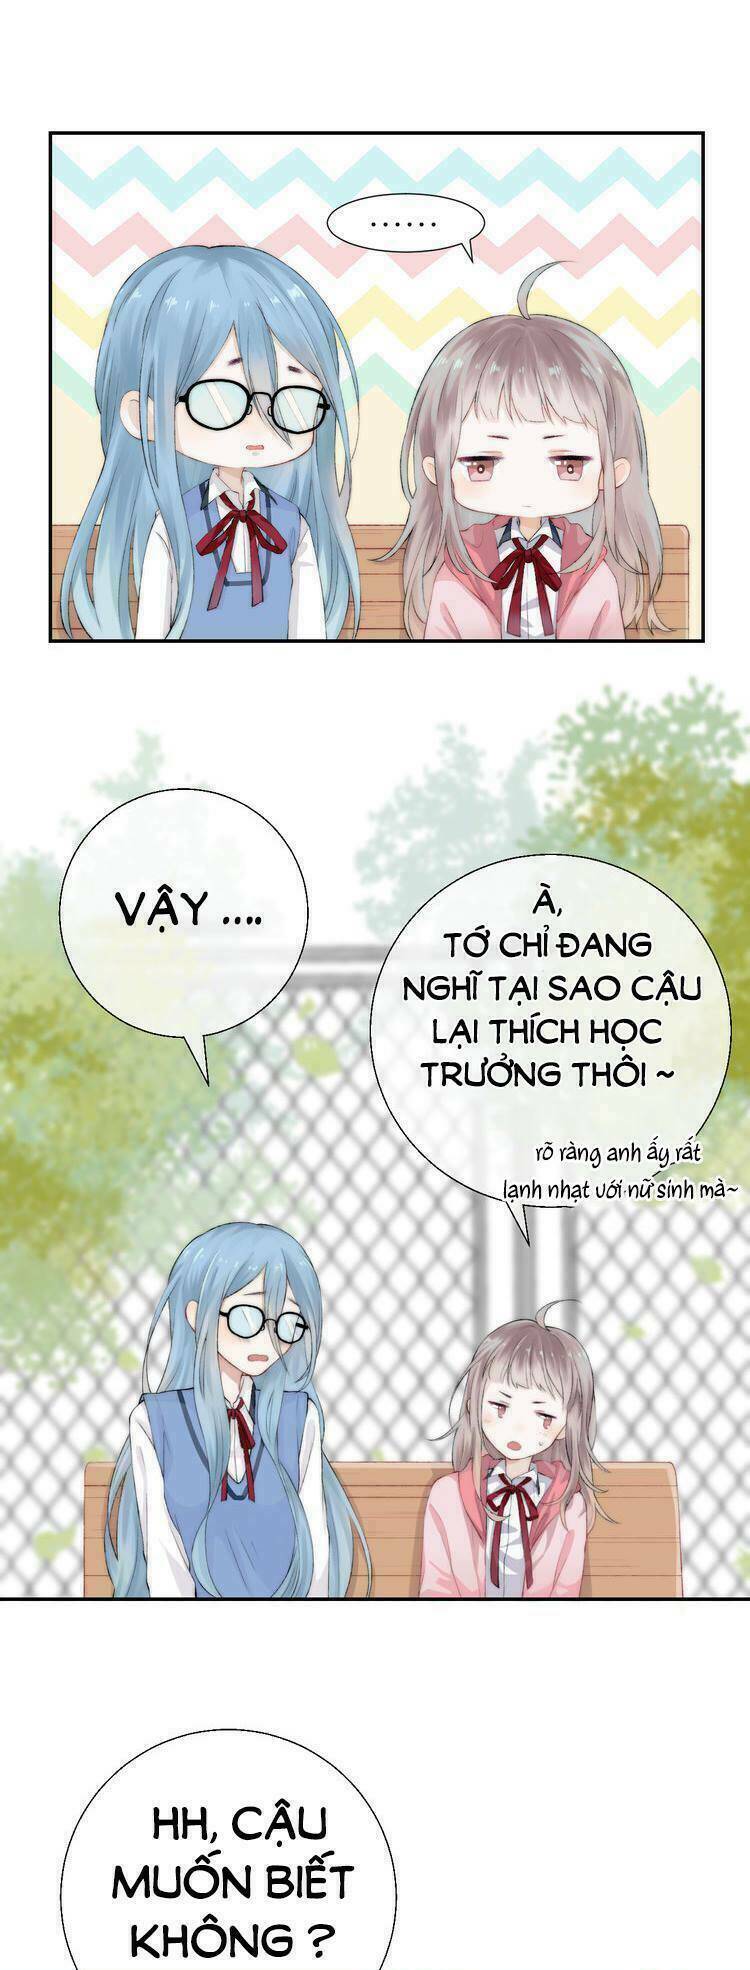 ......
VẬY ....
À,
TỚ CHỈ ĐANG
NGHĨ TẠI SAO CẬU
LẠI THÍCH HỌC
TRƯỞNG THÔI ~
rõ ràng anh ấy rất
lạnh nhạt với nữ sinh mà~
HH, CẬU
MUỐN BIẾT
KHÔNG ?